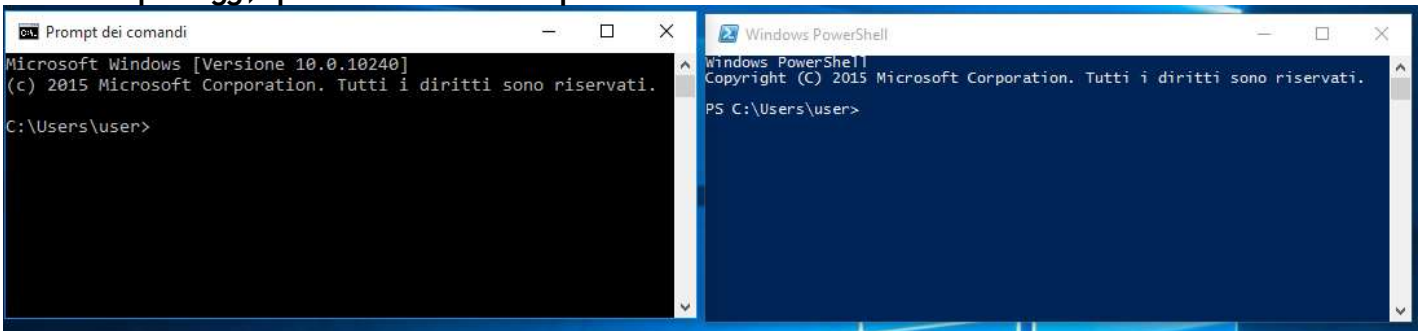 Prompt dei comandi
Microsoft Windows [Versione 10.0.10240]
(c) 2015 Microsoft Corporation. Tutti i diritti sono riservati.
C:\Users\user>
Windows PowerShell
Windows PowerShell
Copyright (C) 2015 Microsoft Corporation. Tutti i diritti sono riservati.
PS C:\Users\user>